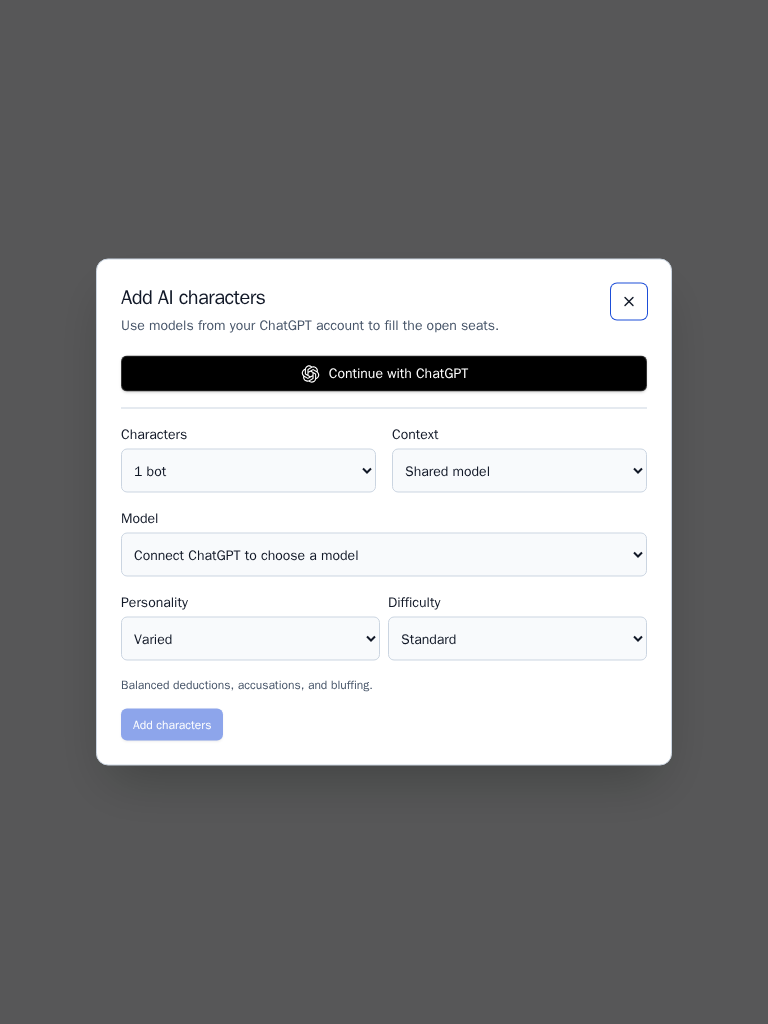 Add AI characters
Use models from your ChatGPT account to fill the open seats.
Continue with ChatGPT
Characters
Context
1 bot
Shared model
Model
Connect ChatGPT to choose a model
Personality
Difficulty
Varied
Standard
Balanced deductions, accusations, and bluffing.
Add characters